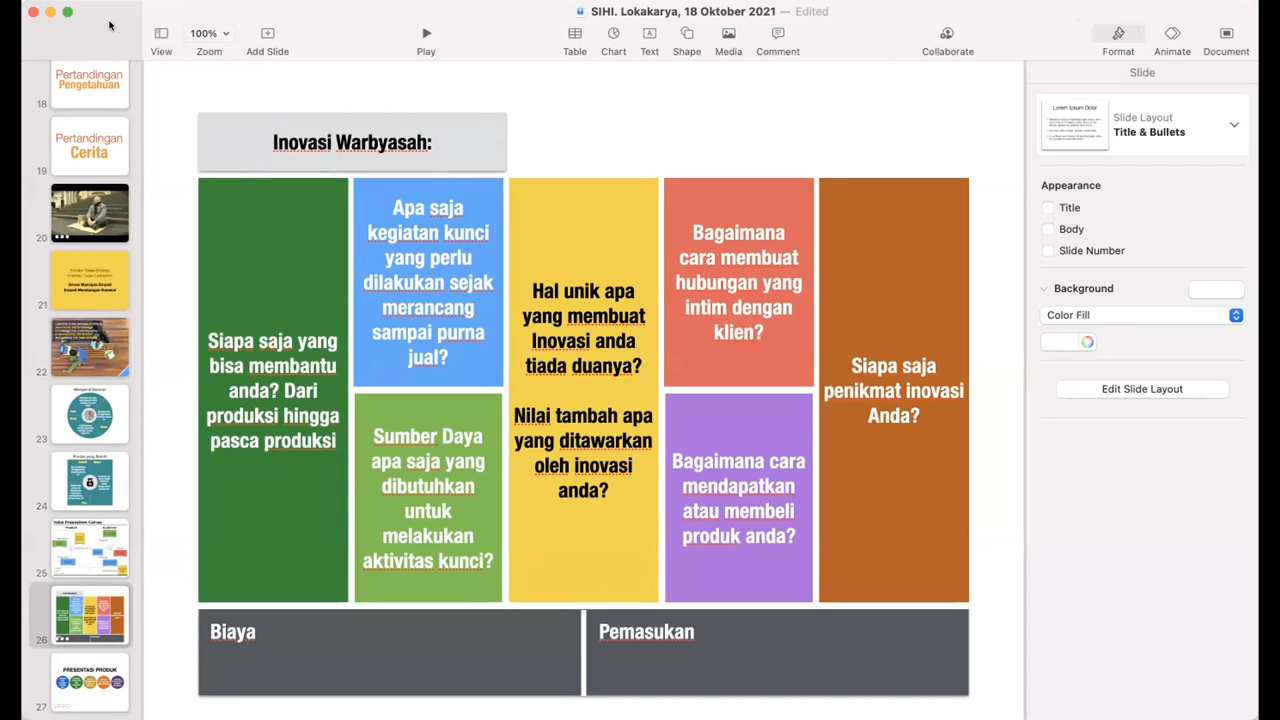 SIHI. Lokakarya, 18 Oktober 2021 — Edited
100%
View
Zoom
Add Slide
Play
Table
Chart
Text
Shape
Media
Comment
Collaborate
Format
Animate
Document
Pertandingan
Pengetahuan
18
Pertandingan
Cerita
19
20
21
22
23
24
Value Proposition Canvas
25
26
PRESENTASI PRODUK
27
Inovasi Warbyasah:
Siapa saja yang
bisa membantu
anda? Dari
produksi hingga
pasca produksi
Apa saja
kegiatan kunci
yang perlu
dilakukan sejak
merancang
sampai purna
jual?
Sumber Daya
apa saja yang
dibutuhkan
untuk
melakukan
aktivitas kunci?
Hal unik apa
yang membuat
Inovasi anda
tiada duanya?
Nilai tambah apa
yang ditawarkan
oleh inovasi
anda?
Bagaimana
cara membuat
hubungan yang
intim dengan
klien?
Bagaimana cara
mendapatkan
atau membeli
produk anda?
Siapa saja
penikmat inovasi
Anda?
Biaya
Pemasukan
Slide
Lorem Ipsum Dolor
Slide Layout
Title & Bullets
Appearance
Title
Body
Slide Number
Background
Color Fill
Edit Slide Layout